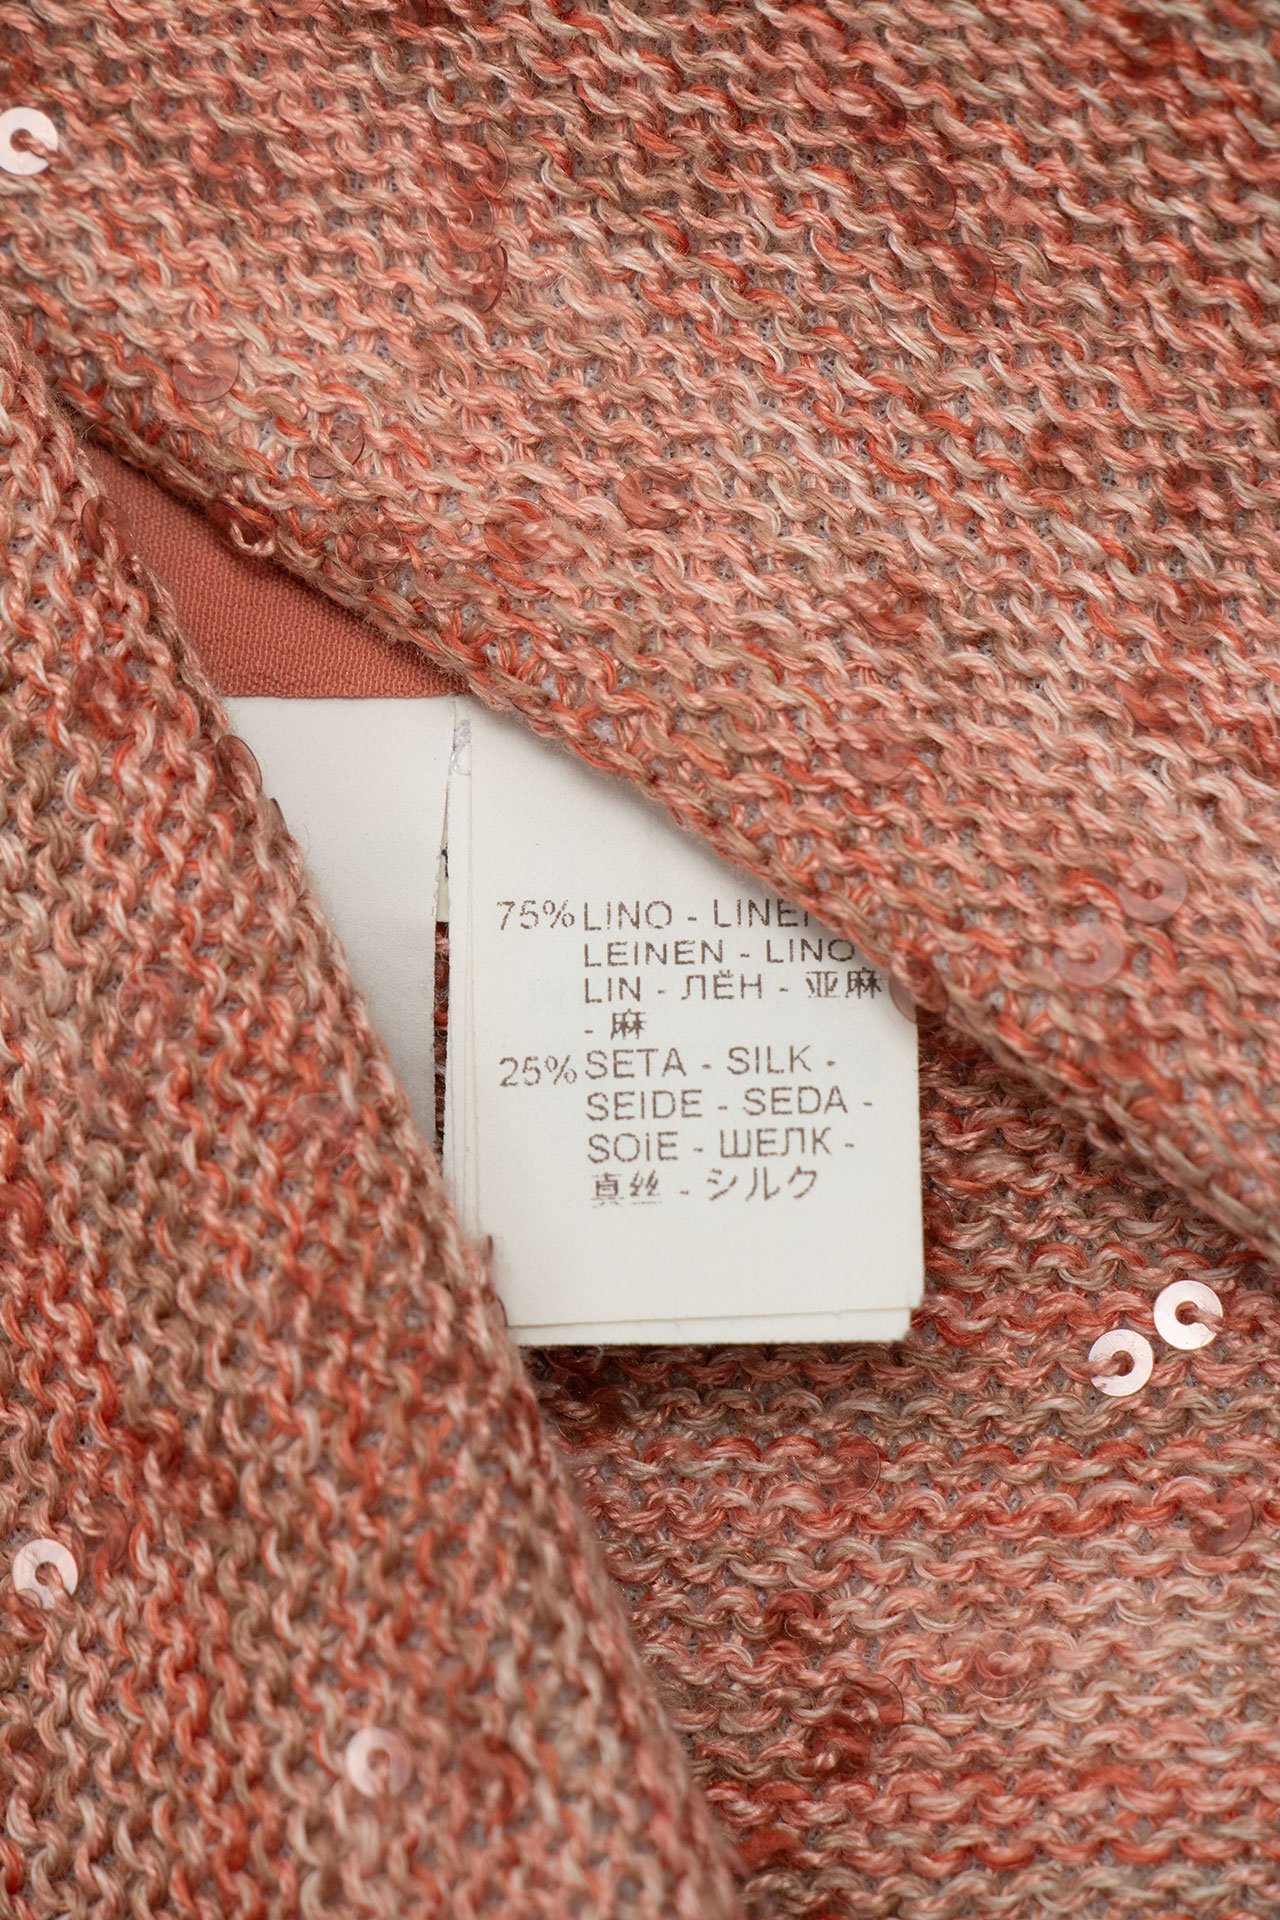 75% LINO - LINEN
LEINEN - LINO
LIN - ЛЁН - 亚麻
- 麻
25% SETA - SILK -
SEIDE - SEDA -
SOiE - ШЕЛК -
真丝 - シルク